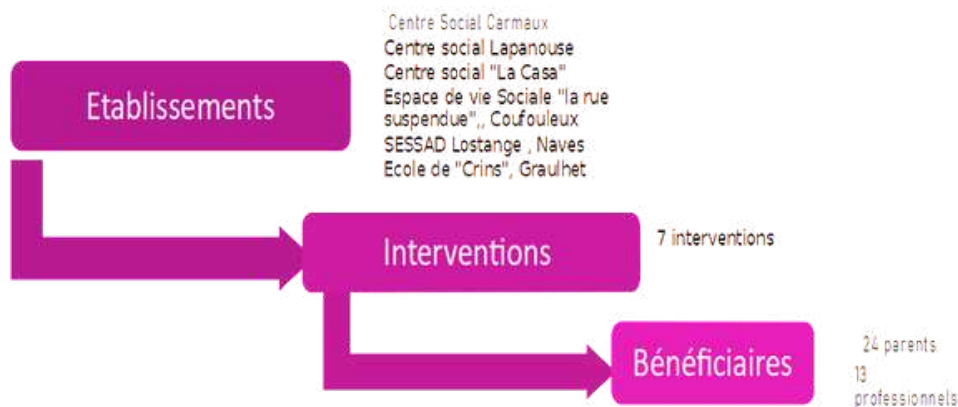 Centre Social Carmaux
Centre social Lapanouse
Centre social "La Casa"
Etablissements
Espace de vie Sociale "la rue
suspendue",, Coufouleux
SESSAD Lostange , Naves
Ecole de "Crins", Graulhet
Interventions
7 interventions
Bénéficiaires
24 parents
13
professionnels